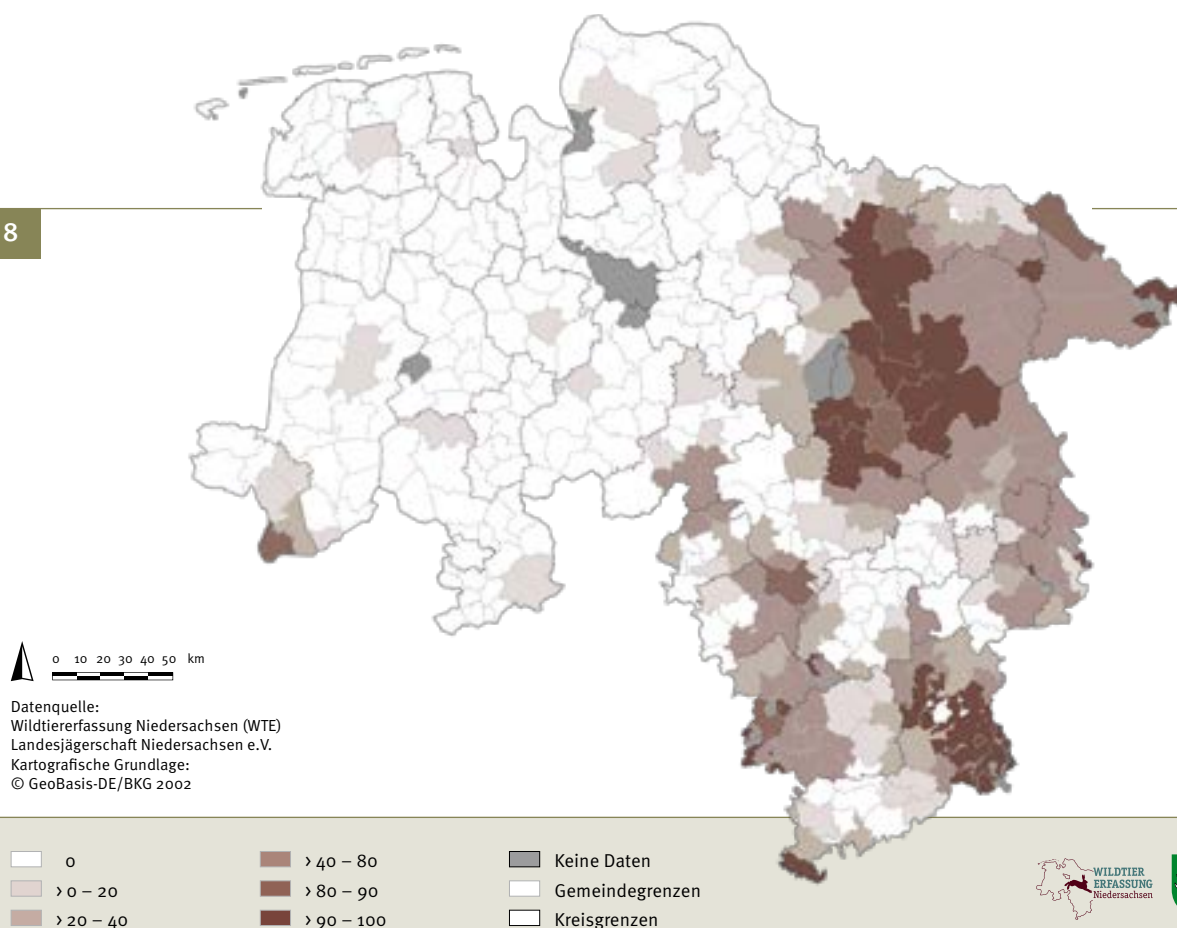 8
0 10 20 30 40 50 km
Datenquelle:
Wildtiererfassung Niedersachsen (WTE)
Landesjägerschaft Niedersachsen e.V.
Kartografische Grundlage:
© GeoBasis-DE/BKG 2002
0
> 0 – 20
> 20 – 40
> 40 – 80
> 80 – 90
> 90 – 100
Keine Daten
Gemeindegrenzen
Kreisgrenzen
WILDTIER
ERFASSUNG
Niedersachsen